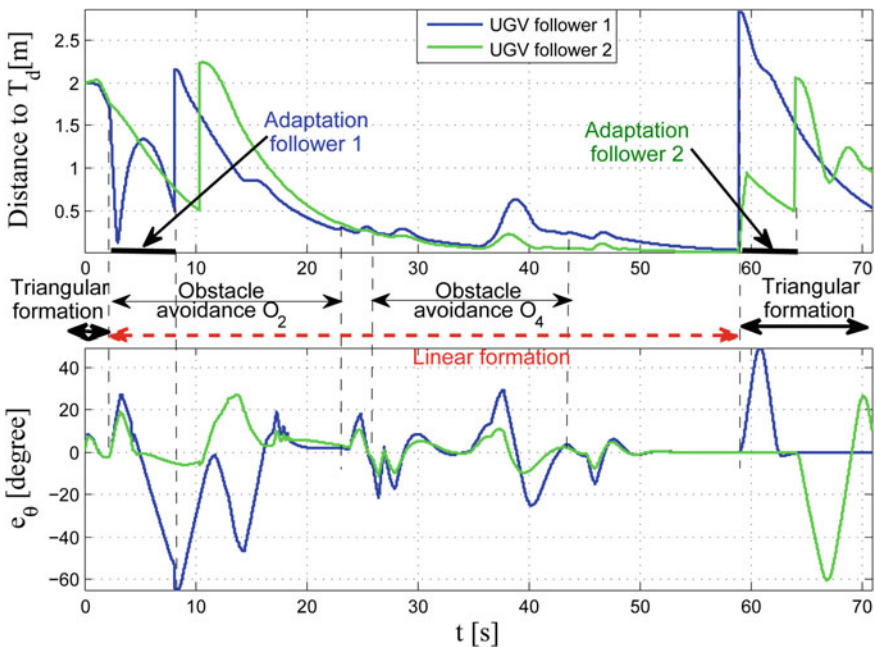 UGV follower 1
UGV follower 2
Distance to T_d[m]
2.5
2
1.5
1
0.5
Adaptation
follower 1
Adaptation
follower 2
0 10 20 30 40 50 60 70
Triangular
formation
Obstacle
avoidance O_2
Obstacle
avoidance O_4
Triangular
formation
Linear formation
e_θ [degree]
40
20
0
−20
−40
−60
0 10 20 30 40 50 60 70
t [s]